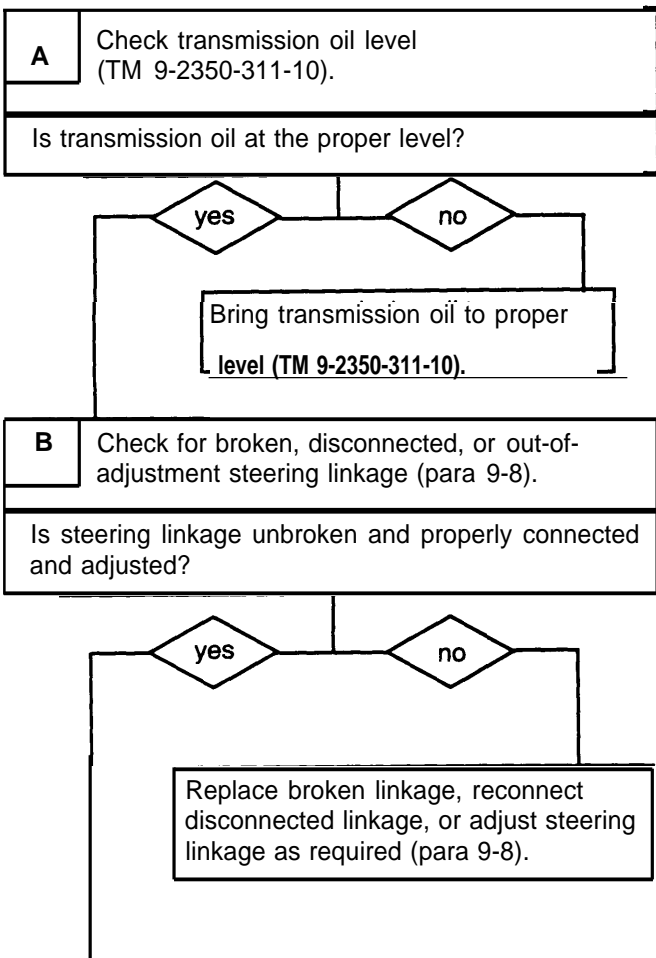 A
Check transmission oil level
(TM 9-2350-311-10).
Is transmission oil at the proper level?
yes
no
Bring transmission oil to proper
level (TM 9-2350-311-10).
B
Check for broken, disconnected, or out-of-
adjustment steering linkage (para 9-8).
Is steering linkage unbroken and properly connected
and adjusted?
yes
no
Replace broken linkage, reconnect
disconnected linkage, or adjust steering
linkage as required (para 9-8).